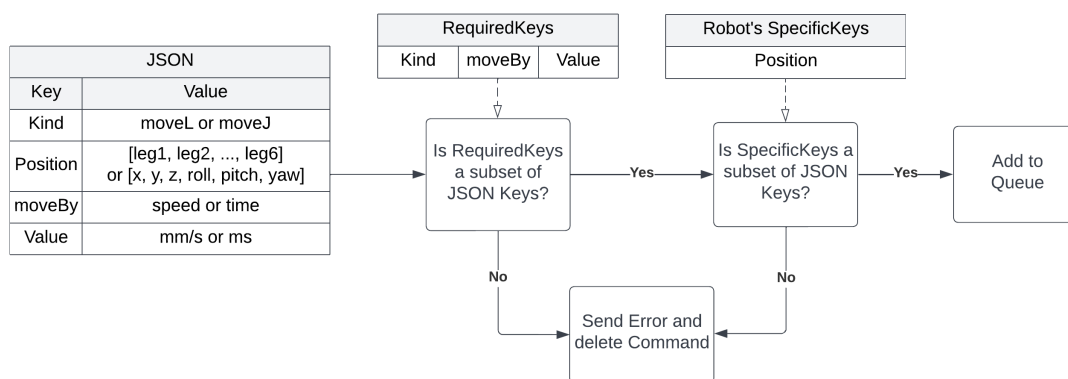 RequiredKeys
Kind moveBy Value
Robot's SpecificKeys
Position
JSON
Key Value
Kind moveL or moveJ
Position [leg1, leg2, ..., leg6]
or [x, y, z, roll, pitch, yaw]
moveBy speed or time
Value mm/s or ms
Is RequiredKeys
a subset of
JSON Keys?
Yes
Is SpecificKeys a
subset of JSON
Keys?
Yes
Add to
Queue
No
No
Send Error and
delete Command